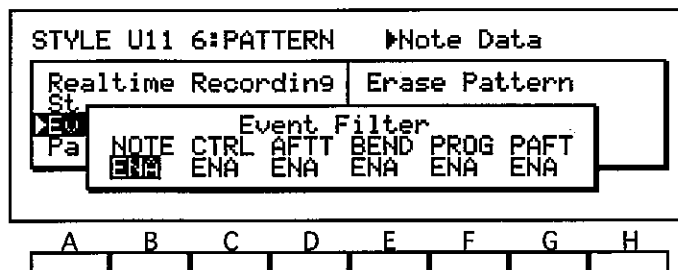 STYLE U11 6:PATTERN ▶Note Data
Realtime Recording Erase Pattern
St
▶Ev
Pa
Event Filter
NOTE CTRL AFTT BEND PROG PAFT
ENA ENA ENA ENA ENA ENA
A B C D E F G H